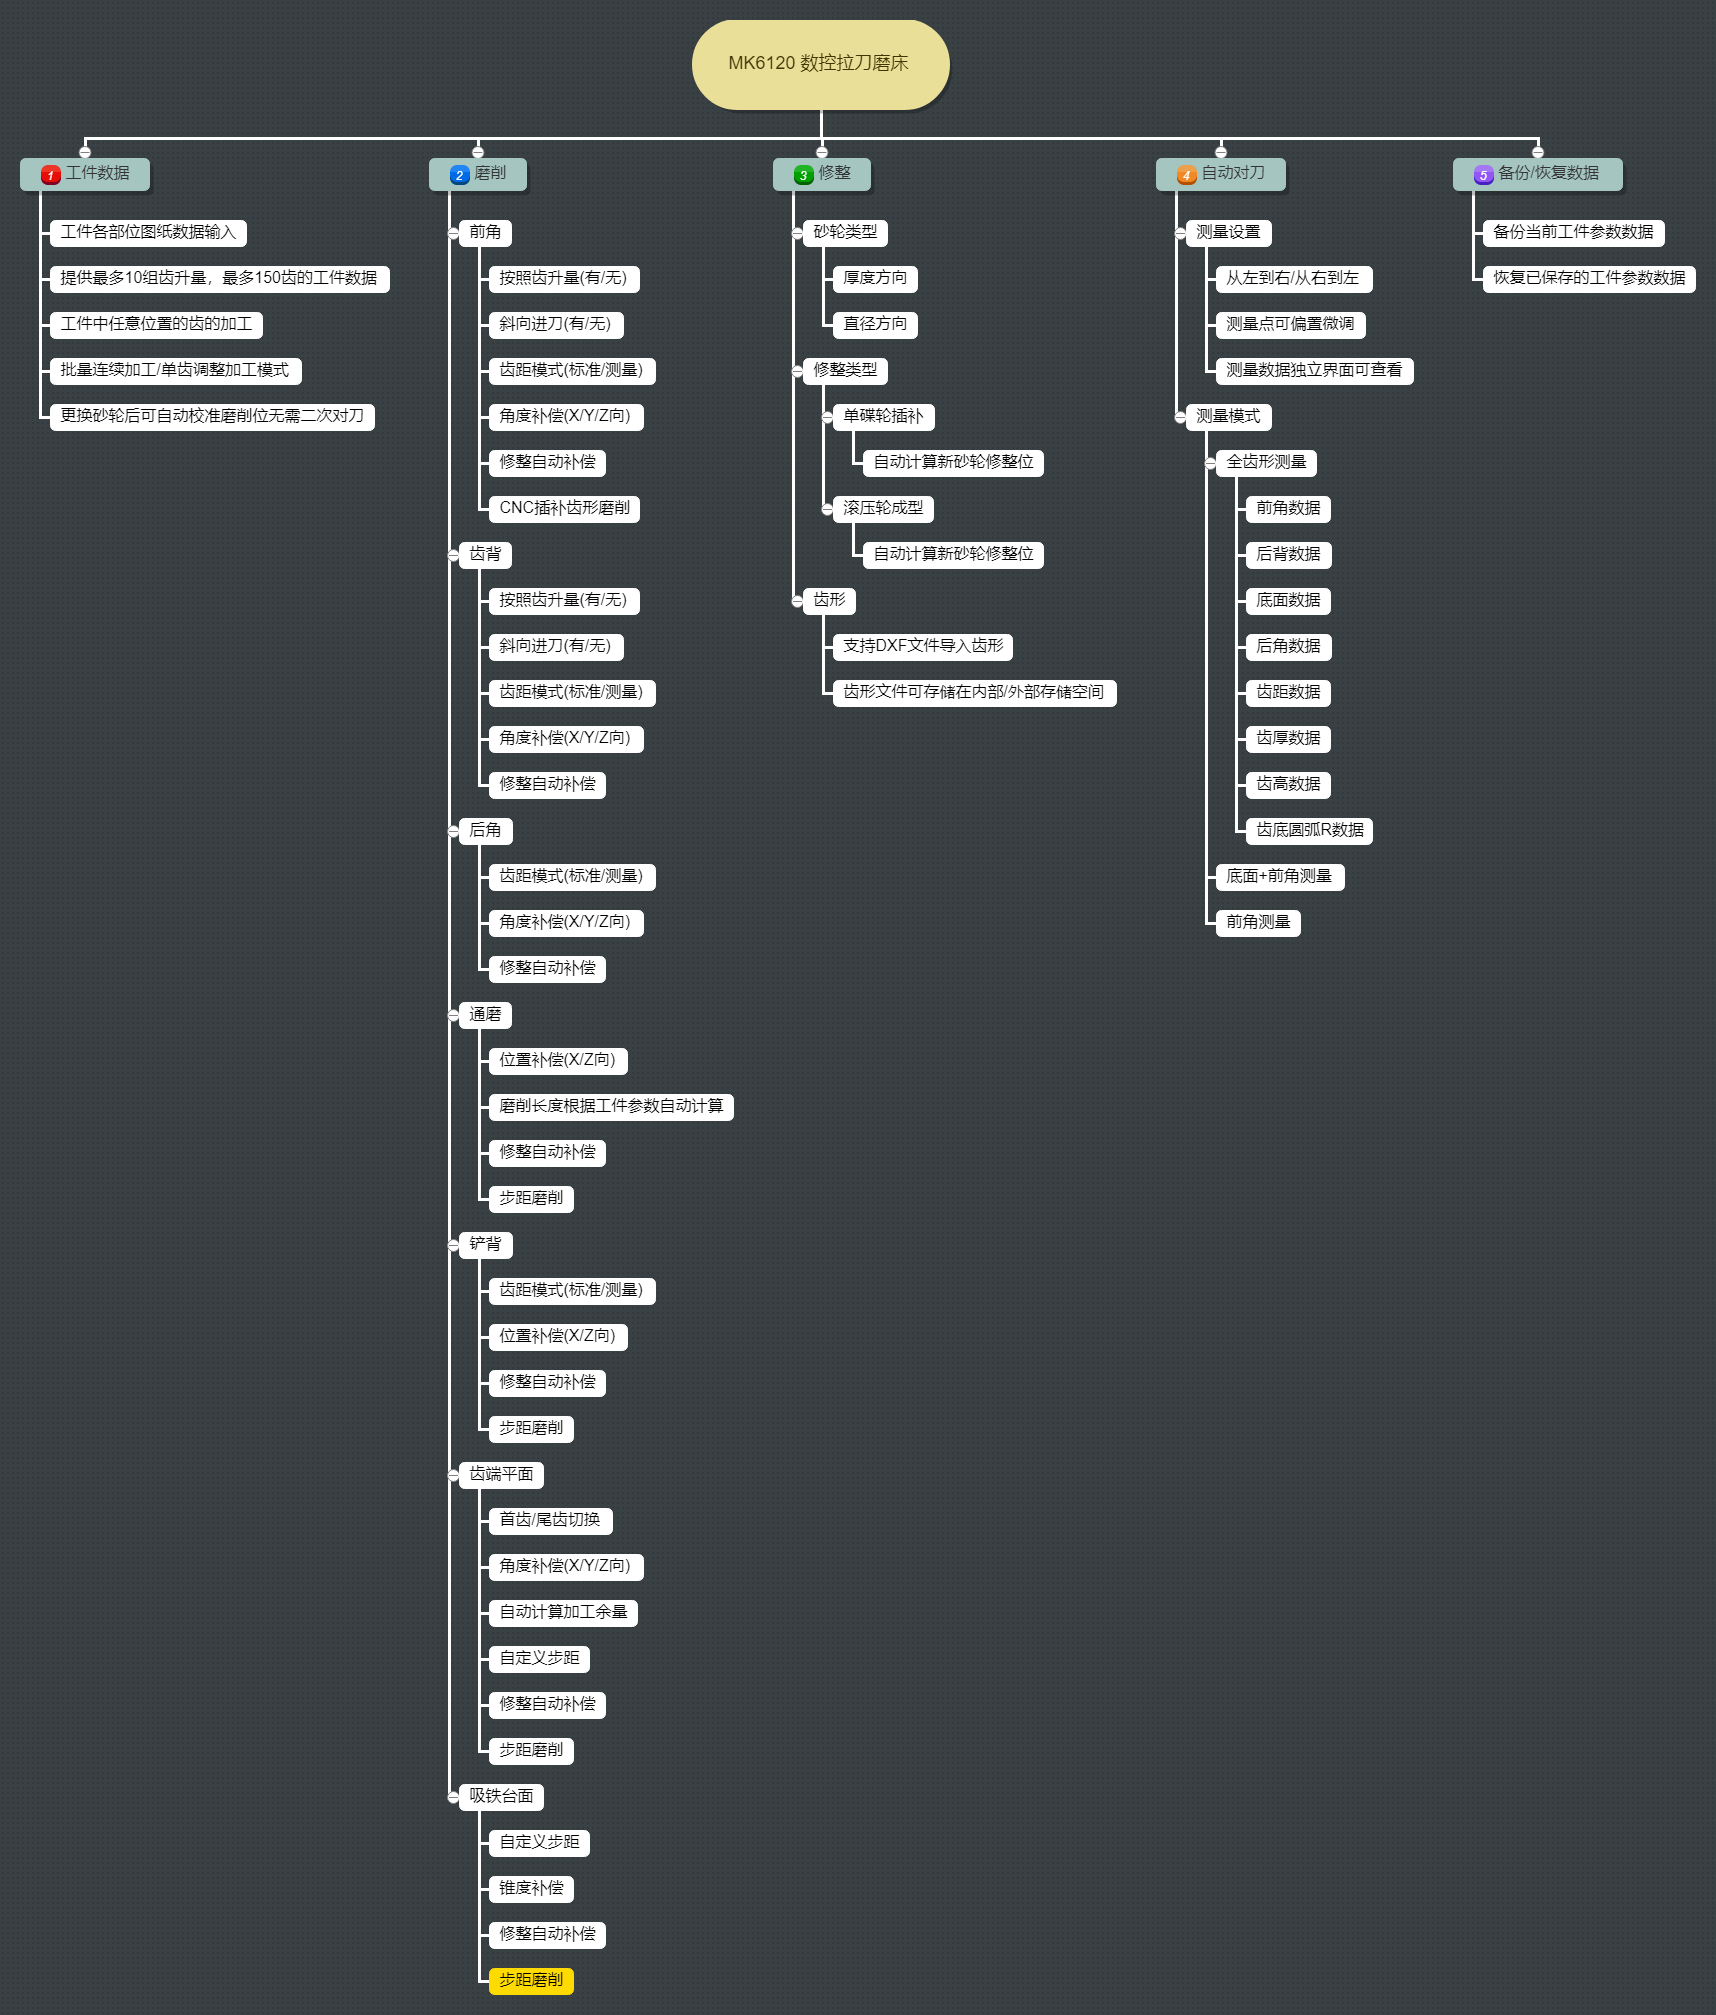 MK6120 数控拉刀磨床
1 工件数据
工件各部位图纸数据输入
提供最多10组齿升量，最多150齿的工件数据
工件中任意位置的齿的加工
批量连续加工/单齿调整加工模式
更换砂轮后可自动校准磨削位无需二次对刀
2 磨削
前角
按照齿升量(有/无)
斜向进刀(有/无)
齿距模式(标准/测量)
角度补偿(X/Y/Z向)
修整自动补偿
CNC插补齿形磨削
齿背
按照齿升量(有/无)
斜向进刀(有/无)
齿距模式(标准/测量)
角度补偿(X/Y/Z向)
修整自动补偿
后角
齿距模式(标准/测量)
角度补偿(X/Y/Z向)
修整自动补偿
通磨
位置补偿(X/Z向)
磨削长度根据工件参数自动计算
修整自动补偿
步距磨削
铲背
齿距模式(标准/测量)
位置补偿(X/Z向)
修整自动补偿
步距磨削
齿端平面
首齿/尾齿切换
角度补偿(X/Y/Z向)
自动计算加工余量
自定义步距
修整自动补偿
步距磨削
吸铁台面
自定义步距
锥度补偿
修整自动补偿
步距磨削
3 修整
砂轮类型
厚度方向
直径方向
修整类型
单碟轮插补
自动计算新砂轮修整位
滚压轮成型
自动计算新砂轮修整位
齿形
支持DXF文件导入齿形
齿形文件可存储在内部/外部存储空间
4 自动对刀
测量设置
从左到右/从右到左
测量点可偏置微调
测量数据独立界面可查看
测量模式
全齿形测量
前角数据
后背数据
底面数据
后角数据
齿距数据
齿厚数据
齿高数据
齿底圆弧R数据
底面+前角测量
前角测量
5 备份/恢复数据
备份当前工件参数数据
恢复已保存的工件参数数据